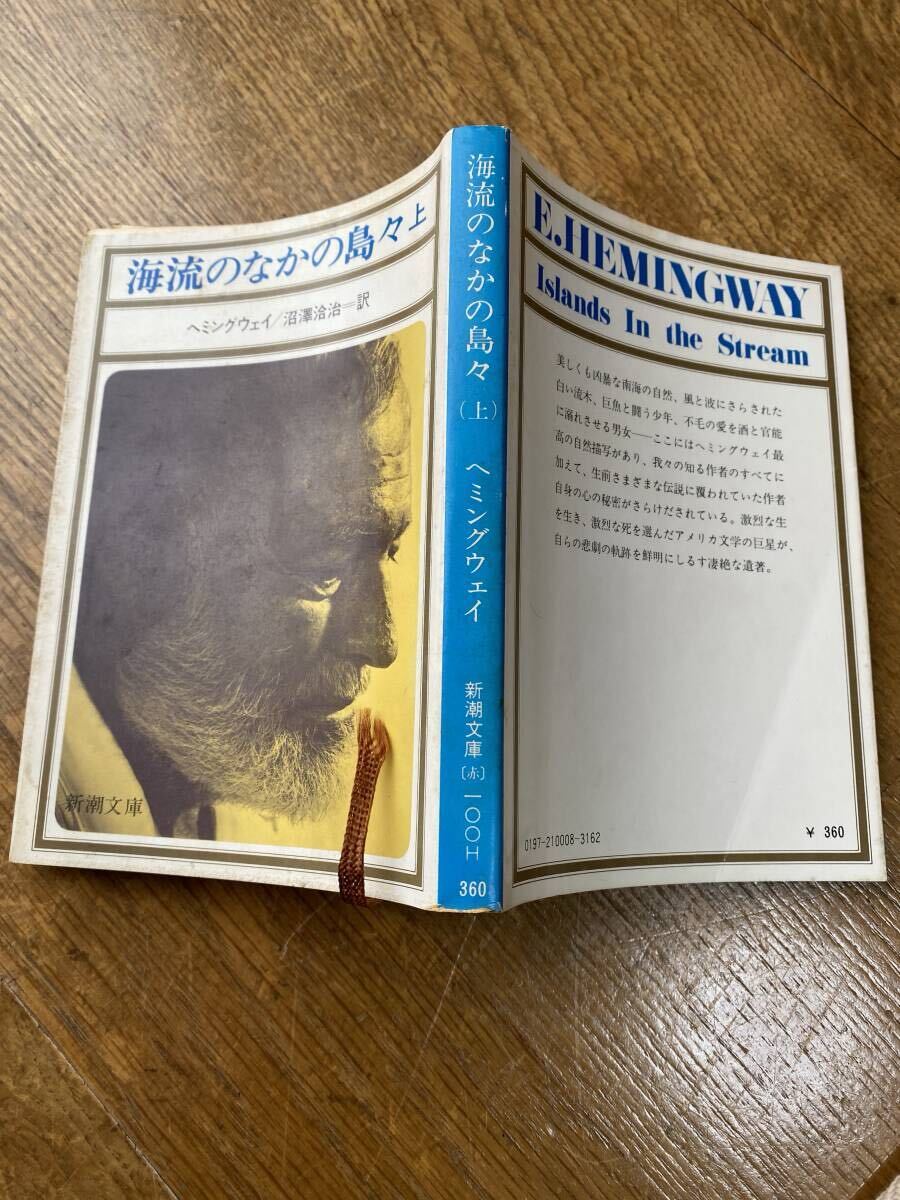 海流のなかの島々 上
ヘミングウェイ／沼澤洽治＝訳
新潮文庫
海流のなかの島々（上） ヘミングウェイ 新潮文庫〔赤〕一〇〇H
360
E.HEMINGWAY
Islands In the Stream
美しくも凶暴な南海の自然、風と波にさらされた
白い流木、巨魚と闘う少年、不毛の愛を酒と官能
に溺れさせる男女——ここにはヘミングウェイ最
高の自然描写があり、我々の知る作者のすべてに
加えて、生前さまざまな伝説に覆われていた作者
自身の心の秘密がさらけだされている。激烈な生
を生き、激烈な死を選んだアメリカ文学の巨星が、
自らの悲劇の軌跡を鮮明にしるす凄絶な遺著。
0197-210008-3162
￥ 360